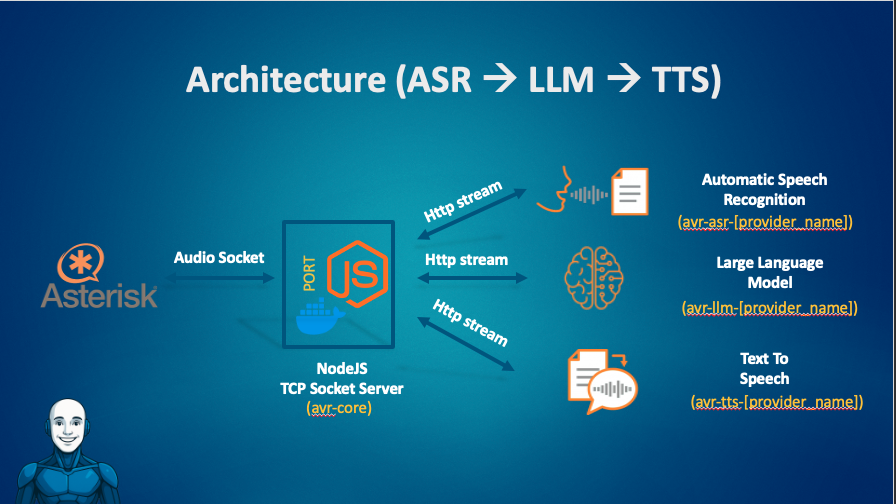 Architecture (ASR → LLM → TTS)
Asterisk
Audio Socket
PORT
JS
NodeJS
TCP Socket Server
(avr-core)
Http stream
Http stream
Http stream
Automatic Speech
Recognition
(avr-asr-[provider_name])
Large Language
Model
(avr-llm-[provider_name])
Text To
Speech
(avr-tts-[provider_name])